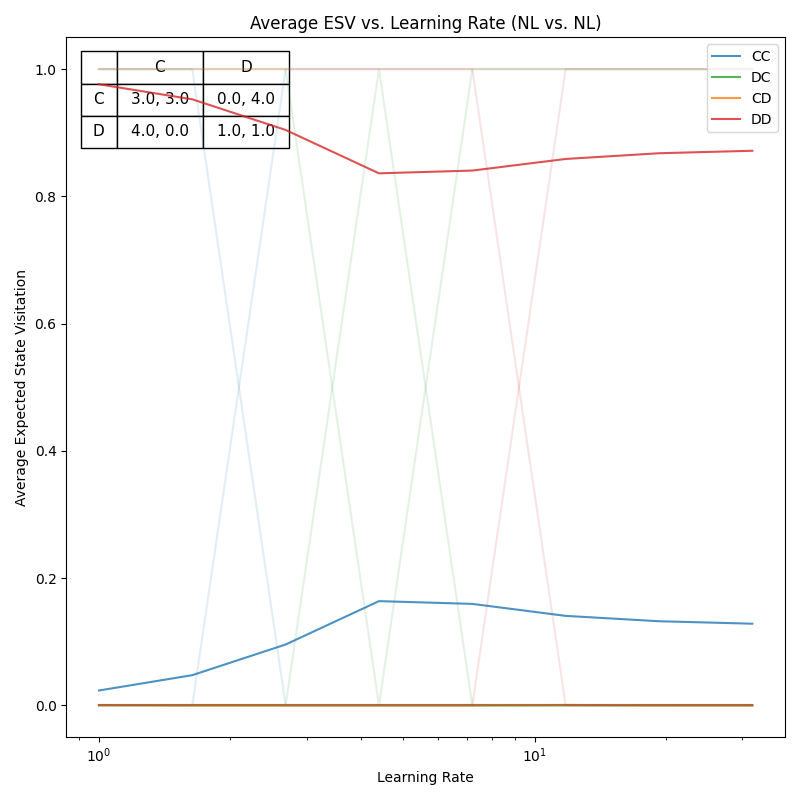 Average ESV vs. Learning Rate (NL vs. NL)
C D
C 3.0, 3.0 0.0, 4.0
D 4.0, 0.0 1.0, 1.0
CC
DC
CD
DD
Average Expected State Visitation
1.0
0.8
0.6
0.4
0.2
0.0
10⁰ 10¹
Learning Rate